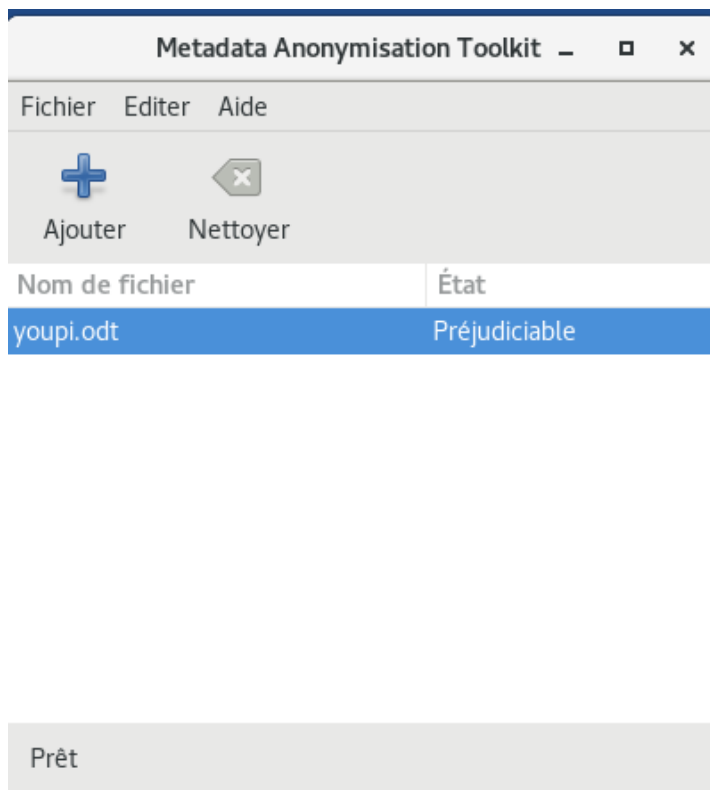 Metadata Anonymisation Toolkit
Fichier Editer Aide
Ajouter Nettoyer
Nom de fichier État
youpi.odt Préjudiciable
Prêt